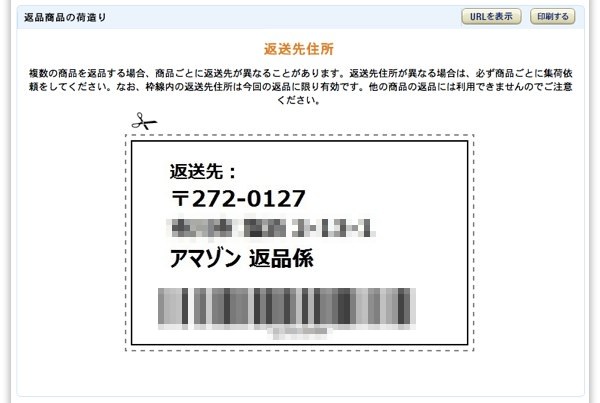 返品商品の荷造り
URLを表示
印刷する
返送先住所
複数の商品を返品する場合、商品ごとに返送先が異なることがあります。返送先住所が異なる場合は、必ず商品ごとに集荷依
頼をしてください。なお、枠線内の返送先住所は今回の返品に限り有効です。他の商品の返品には利用できませんのでご注意
ください。
返送先：
〒272-0127
アマゾン 返品係